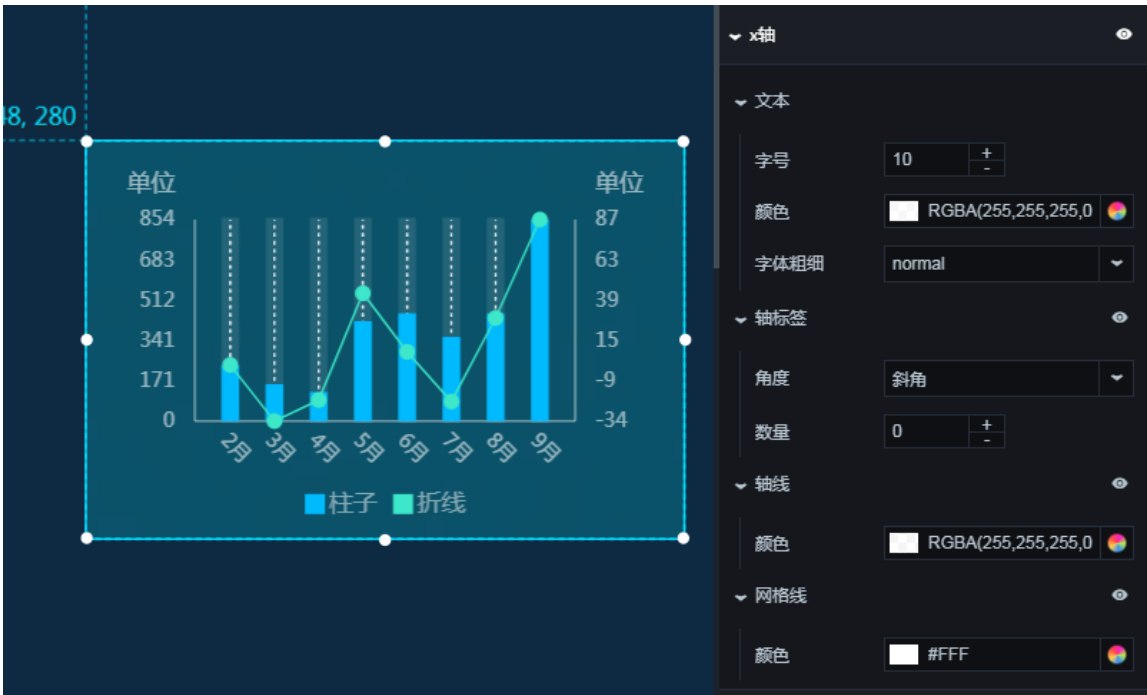 48, 280
单位
单位
854
683
512
341
171
0
87
63
39
15
-9
-34
2月
3月
4月
5月
6月
7月
8月
9月
柱子
折线
x轴
文本
字号
10
+
-
颜色
RGBA(255,255,255,0
字体粗细
normal
轴标签
角度
斜角
数量
0
+
-
轴线
颜色
RGBA(255,255,255,0
网格线
颜色
#FFF